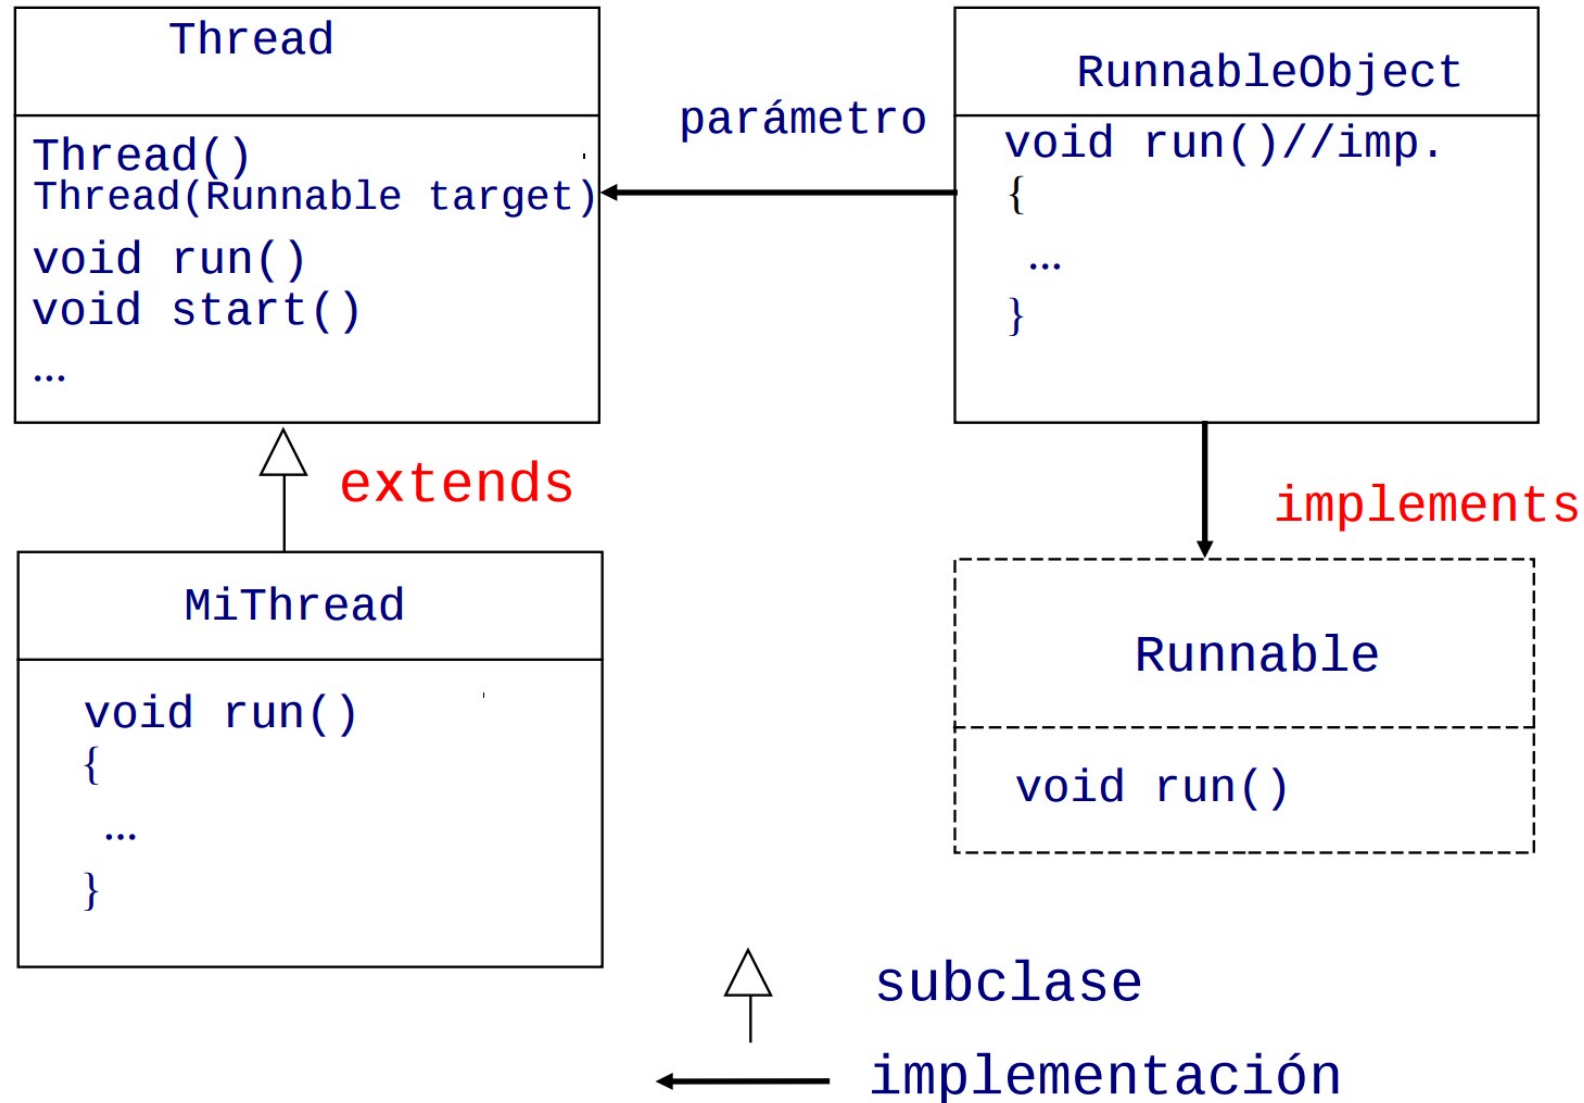 Thread
Thread()
Thread(Runnable target)
void run()
void start()
...
parámetro
RunnableObject
void run()//imp.
{
...
}
extends
implements
MiThread
void run()
{
...
}
Runnable
void run()
subclase
implementación